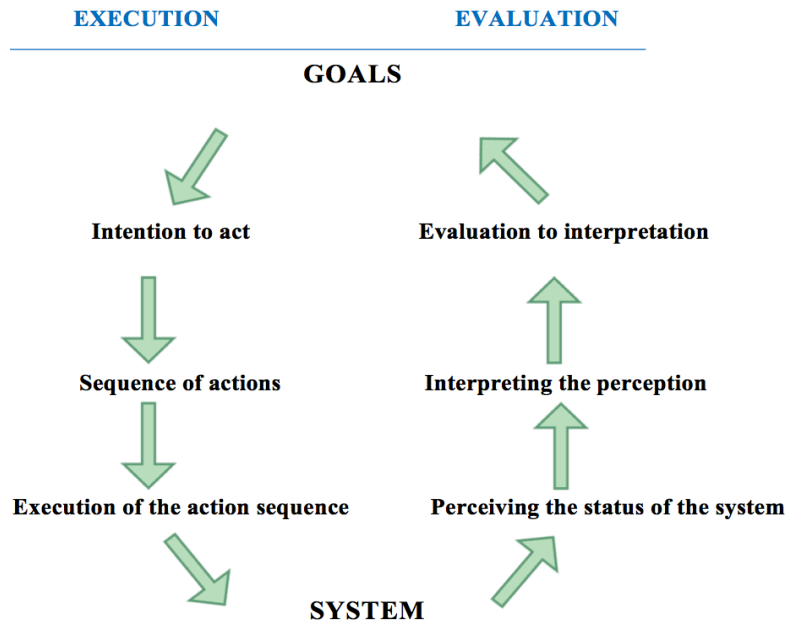 EXECUTION EVALUATION
GOALS
Intention to act Evaluation to interpretation
Sequence of actions Interpreting the perception
Execution of the action sequence Perceiving the status of the system
SYSTEM